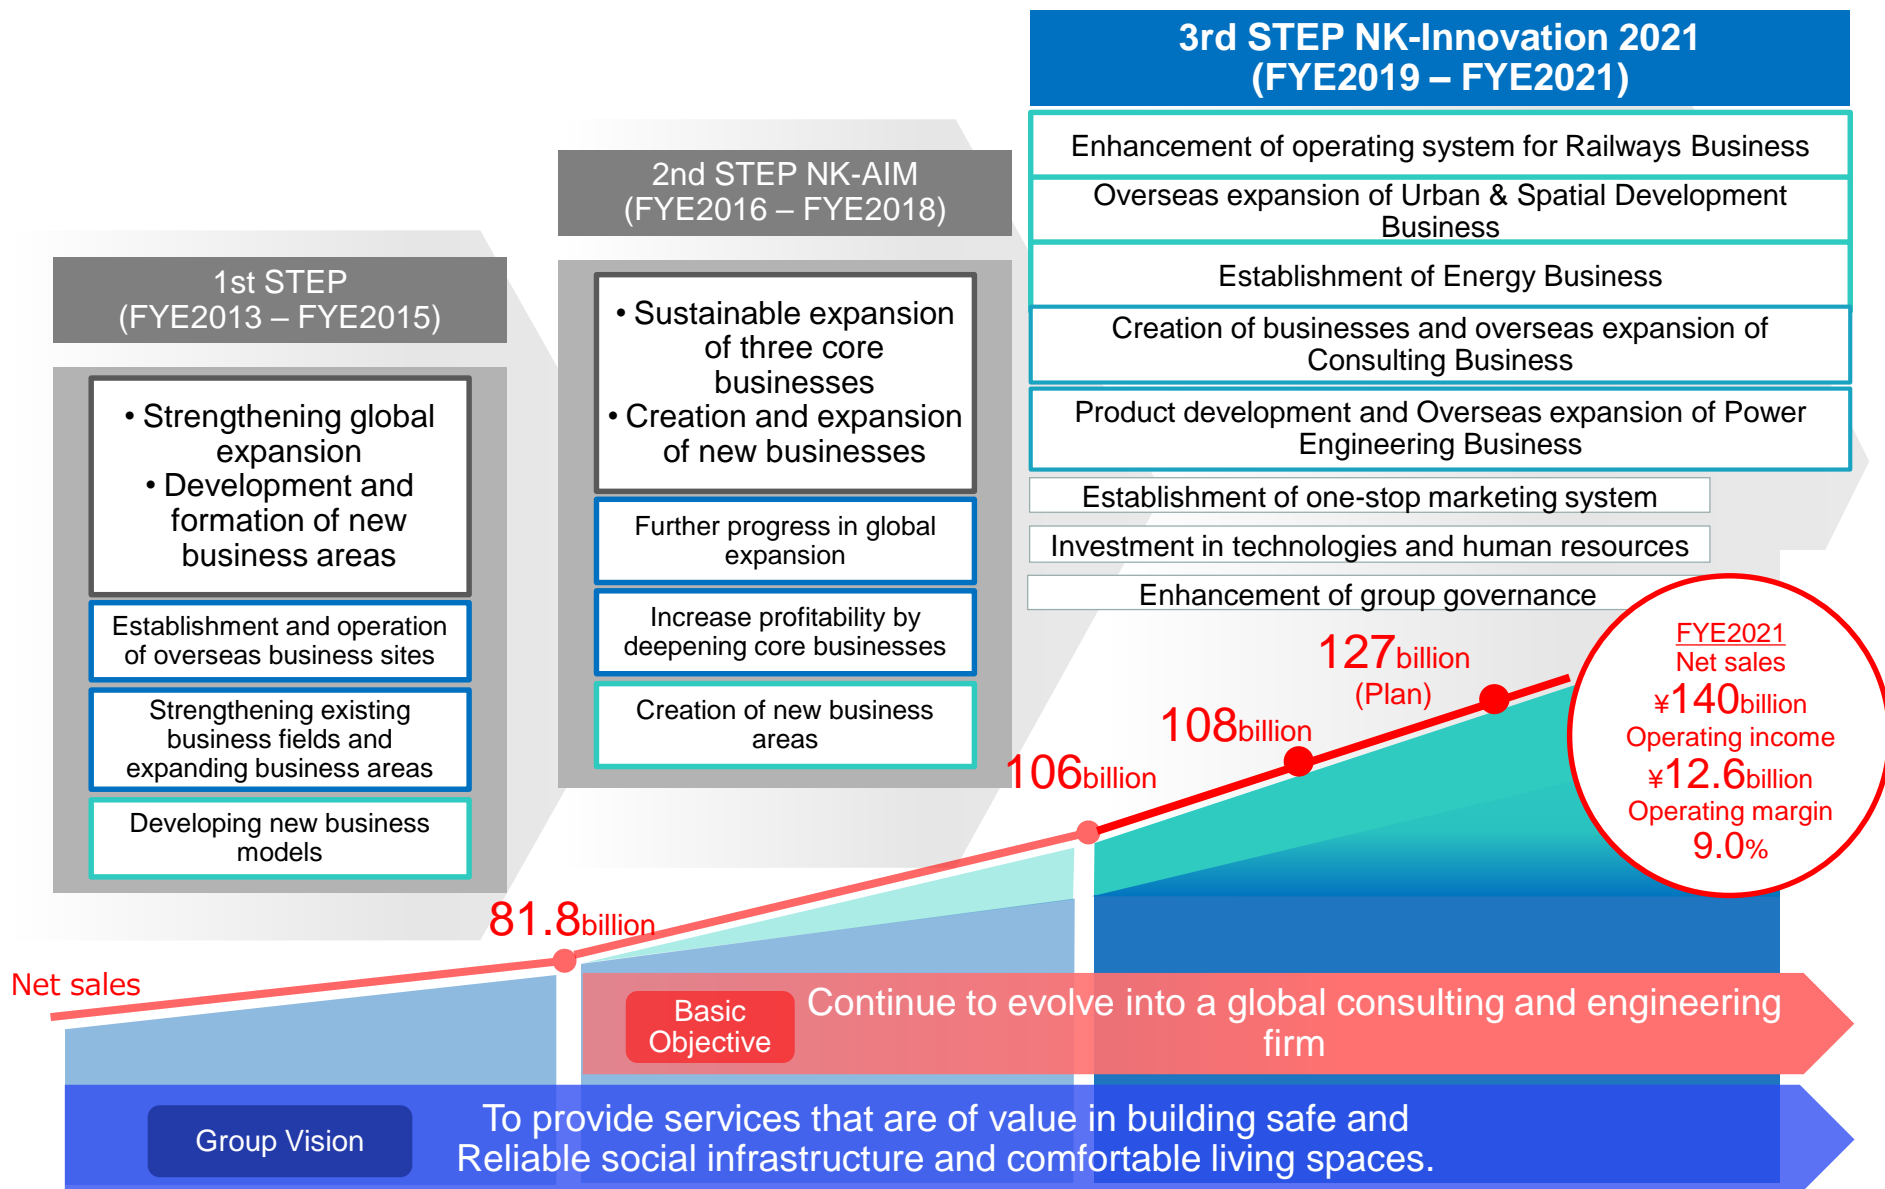 1st STEP
(FYE2013 – FYE2015)
• Strengthening global
expansion
• Development and
formation of new
business areas
Establishment and operation
of overseas business sites
Strengthening existing
business fields and
expanding business areas
Developing new business
models
2nd STEP NK-AIM
(FYE2016 – FYE2018)
• Sustainable expansion
of three core
businesses
• Creation and expansion
of new businesses
Further progress in global
expansion
Increase profitability by
deepening core businesses
Creation of new business
areas
3rd STEP NK-Innovation 2021
(FYE2019 – FYE2021)
Enhancement of operating system for Railways Business
Overseas expansion of Urban & Spatial Development
Business
Establishment of Energy Business
Creation of businesses and overseas expansion of
Consulting Business
Product development and Overseas expansion of Power
Engineering Business
Establishment of one-stop marketing system
Investment in technologies and human resources
Enhancement of group governance
Net sales
81.8billion
106billion
108billion
127billion
(Plan)
FYE2021
Net sales
¥140billion
Operating income
¥12.6billion
Operating margin
9.0%
Basic
Objective
Continue to evolve into a global consulting and engineering
firm
Group Vision
To provide services that are of value in building safe and
Reliable social infrastructure and comfortable living spaces.